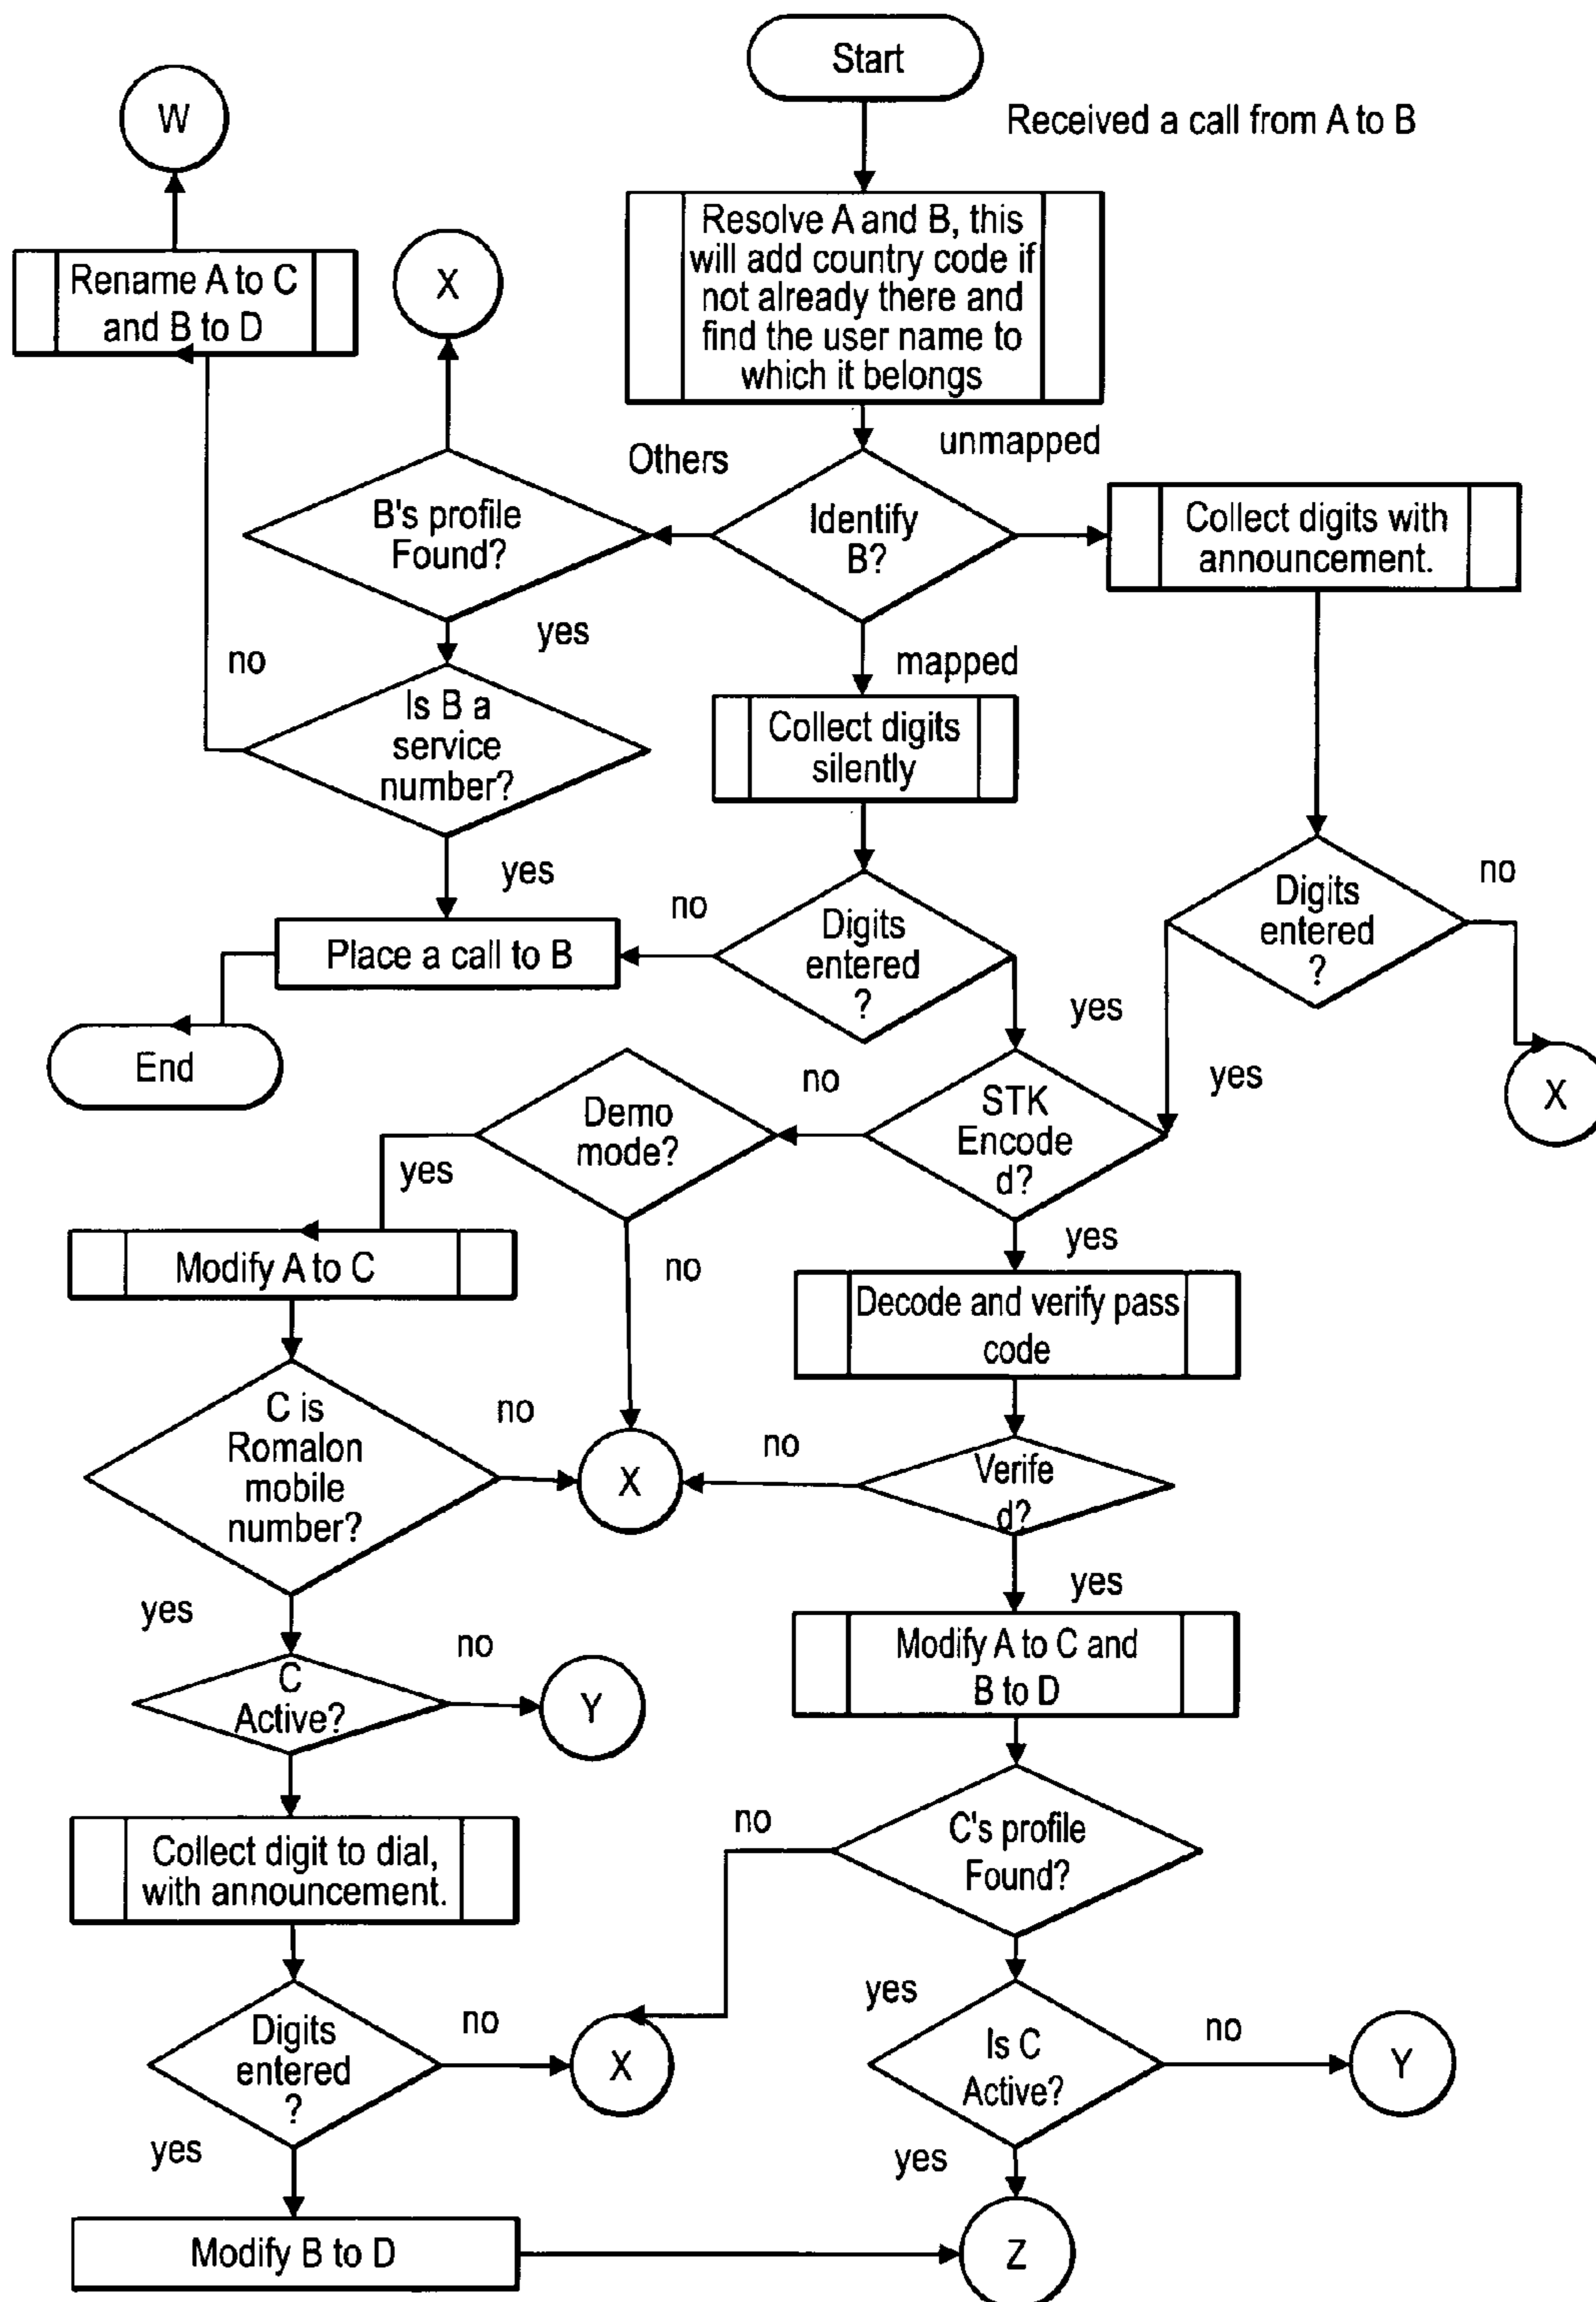 Start
Received a call from A to B
W
Resolve A and B, this
will add country code if
not already there and
find the user name to
which it belongs
Rename A to C
and B to D
X
unmapped
Others
Identify
B?
B's profile
Found?
Collect digits with
announcement.
yes
no
mapped
Is B a
service
number?
Collect digits
silently
yes
no
Digits
entered
?
Digits
entered
?
no
Place a call to B
yes
yes
End
no
STK
Encode
d?
X
Demo
mode?
yes
no
yes
Modify A to C
Decode and verify pass
code
C is
Romalon
mobile
number?
no
X
no
Verife
d?
yes
yes
no
C
Active?
Y
Modify A to C and
B to D
no
C's profile
Found?
Collect digit to dial,
with announcement.
yes
Digits
entered
?
no
X
Is C
Active?
no
Y
yes
yes
Modify B to D
Z